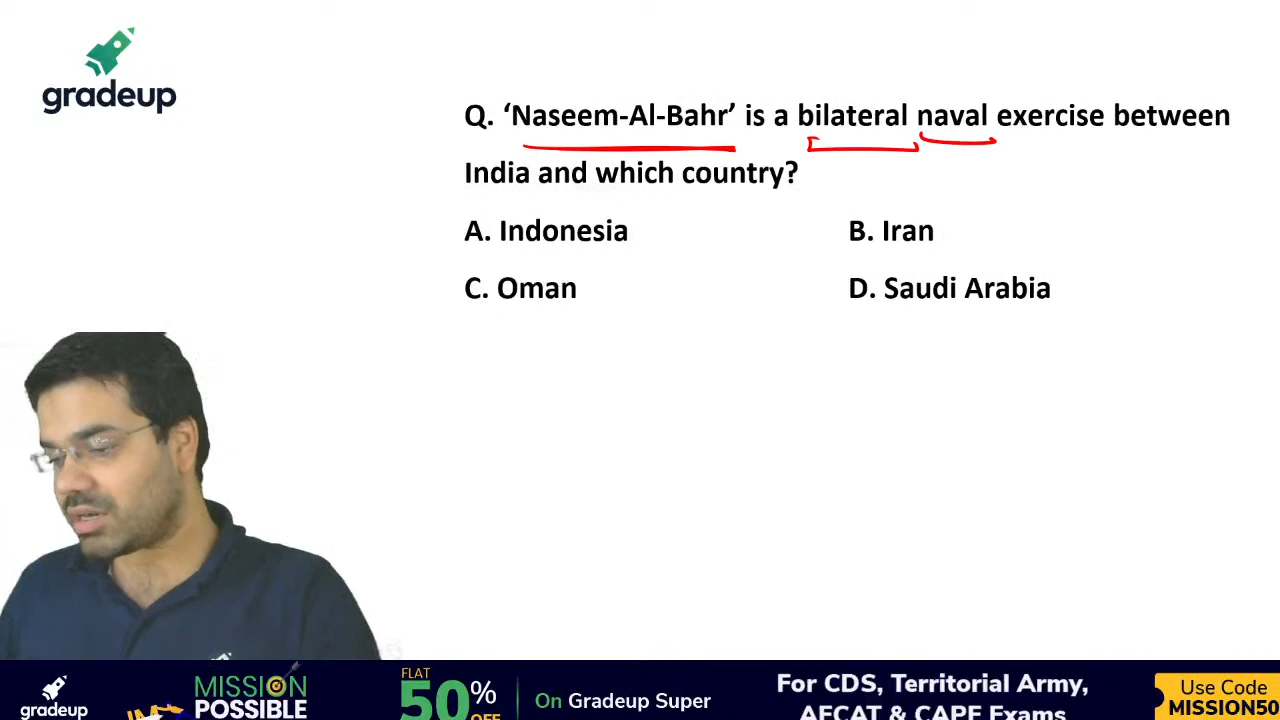 gradeup
Q. ‘Naseem-Al-Bahr’ is a bilateral naval exercise between
India and which country?
A. Indonesia
B. Iran
C. Oman
D. Saudi Arabia
gradeup
MISSION
POSSIBLE
FLAT
50%
OFF
On Gradeup Super
For CDS, Territorial Army,
AFCAT & CAPF Exams
Use Code
MISSION50